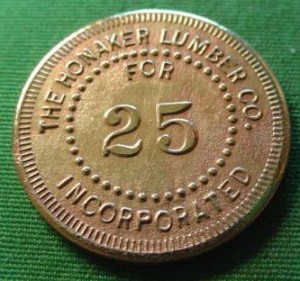 THE HONAKER LUMBER CO.
FOR
25
INCORPORATED